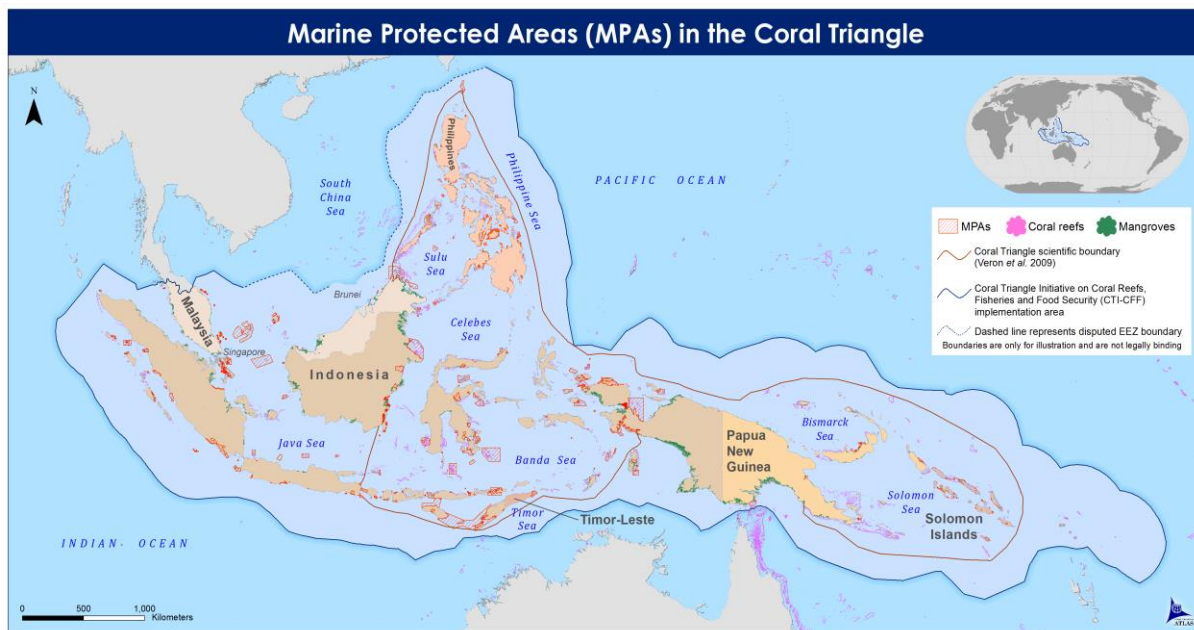 Marine Protected Areas (MPAs) in the Coral Triangle
N
Philippines
Philippine Sea
PACIFIC OCEAN
South
China
Sea
Sulu
Sea
MPAs
Coral reefs
Mangroves
Coral Triangle scientific boundary
(Veron et al. 2009)
Coral Triangle Initiative on Coral Reefs,
Fisheries and Food Security (CTI-CFF)
implementation area
Dashed line represents disputed EEZ boundary
Boundaries are only for illustration and are not legally binding
Brunei
Malaysia
Celebes
Sea
Singapore
Indonesia
Java Sea
Banda Sea
Papua
New
Guinea
Bismarck
Sea
Solomon
Sea
Solomon
Islands
Timor
Sea
Timor-Leste
INDIAN OCEAN
0 500 1,000
Kilometers
ATLAS